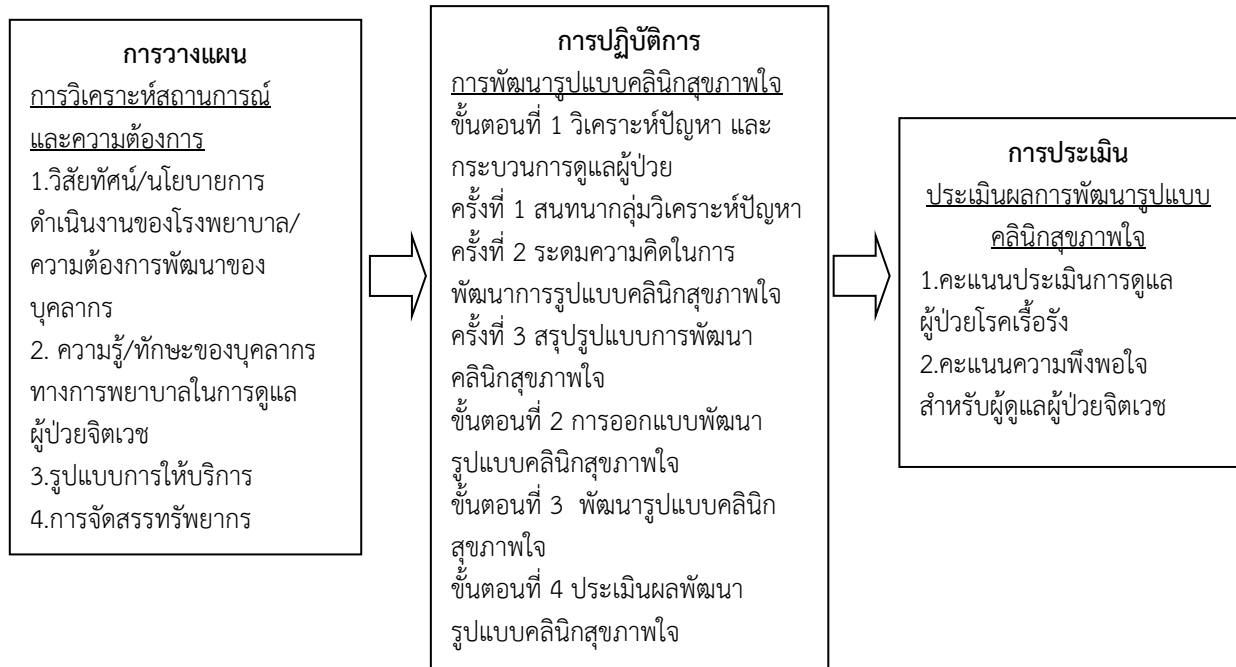 การวางแผน
การวิเคราะห์สถานการณ์
และความต้องการ
1.วิสัยทัศน์/นโยบายการ
ดำเนินงานของโรงพยาบาล/
ความต้องการพัฒนาของ
บุคลากร
2. ความรู้/ทักษะของบุคลากร
ทางการพยาบาลในการดูแล
ผู้ป่วยจิตเวช
3.รูปแบบการให้บริการ
4.การจัดสรรทรัพยากร
การปฏิบัติการ
การพัฒนารูปแบบคลินิกสุขภาพใจ
ขั้นตอนที่ 1 วิเคราะห์ปัญหา และ
กระบวนการดูแลผู้ป่วย
ครั้งที่ 1 สนทนากลุ่มวิเคราะห์ปัญหา
ครั้งที่ 2 ระดมความคิดในการ
พัฒนาการรูปแบบคลินิกสุขภาพใจ
ครั้งที่ 3 สรุปรูปแบบการพัฒนา
คลินิกสุขภาพใจ
ขั้นตอนที่ 2 การออกแบบพัฒนา
รูปแบบคลินิกสุขภาพใจ
ขั้นตอนที่ 3 พัฒนารูปแบบคลินิก
สุขภาพใจ
ขั้นตอนที่ 4 ประเมินผลพัฒนา
รูปแบบคลินิกสุขภาพใจ
การประเมิน
ประเมินผลการพัฒนารูปแบบ
คลินิกสุขภาพใจ
1.คะแนนประเมินการดูแล
ผู้ป่วยโรคเรื้อรัง
2.คะแนนความพึงพอใจ
สำหรับผู้ดูแลผู้ป่วยจิตเวช